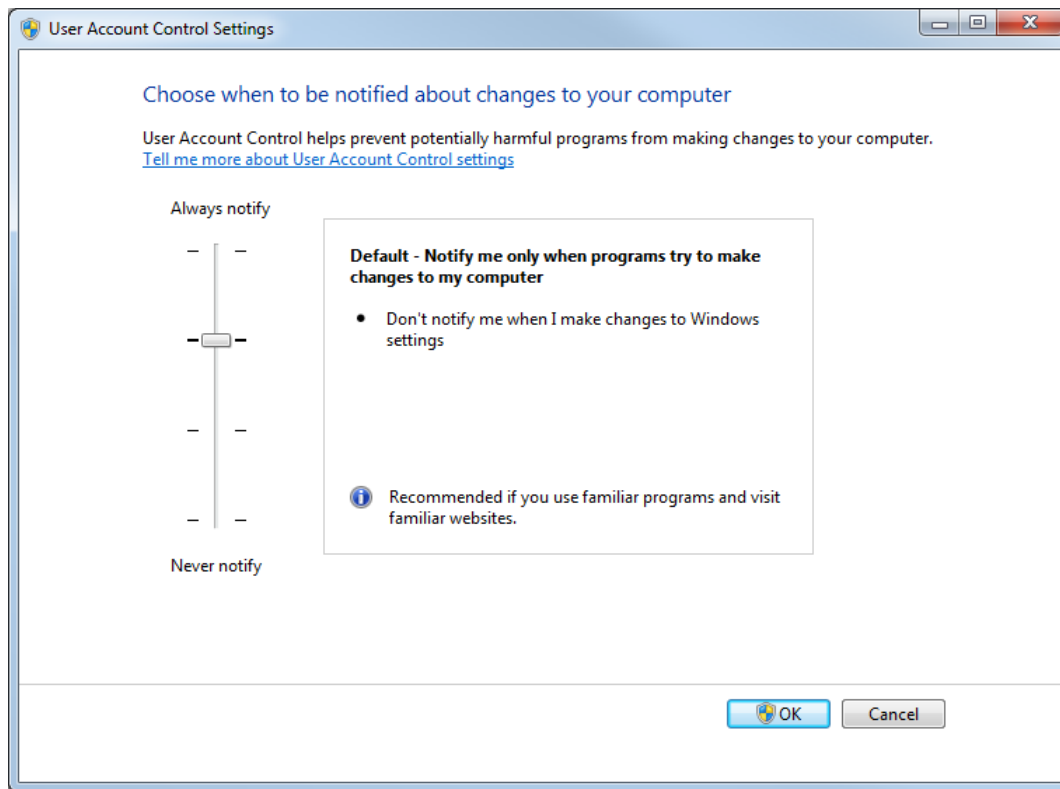 User Account Control Settings
Choose when to be notified about changes to your computer
User Account Control helps prevent potentially harmful programs from making changes to your computer.
Tell me more about User Account Control settings
Always notify
Default - Notify me only when programs try to make
changes to my computer
Don't notify me when I make changes to Windows
settings
Recommended if you use familiar programs and visit
familiar websites.
Never notify
OK
Cancel